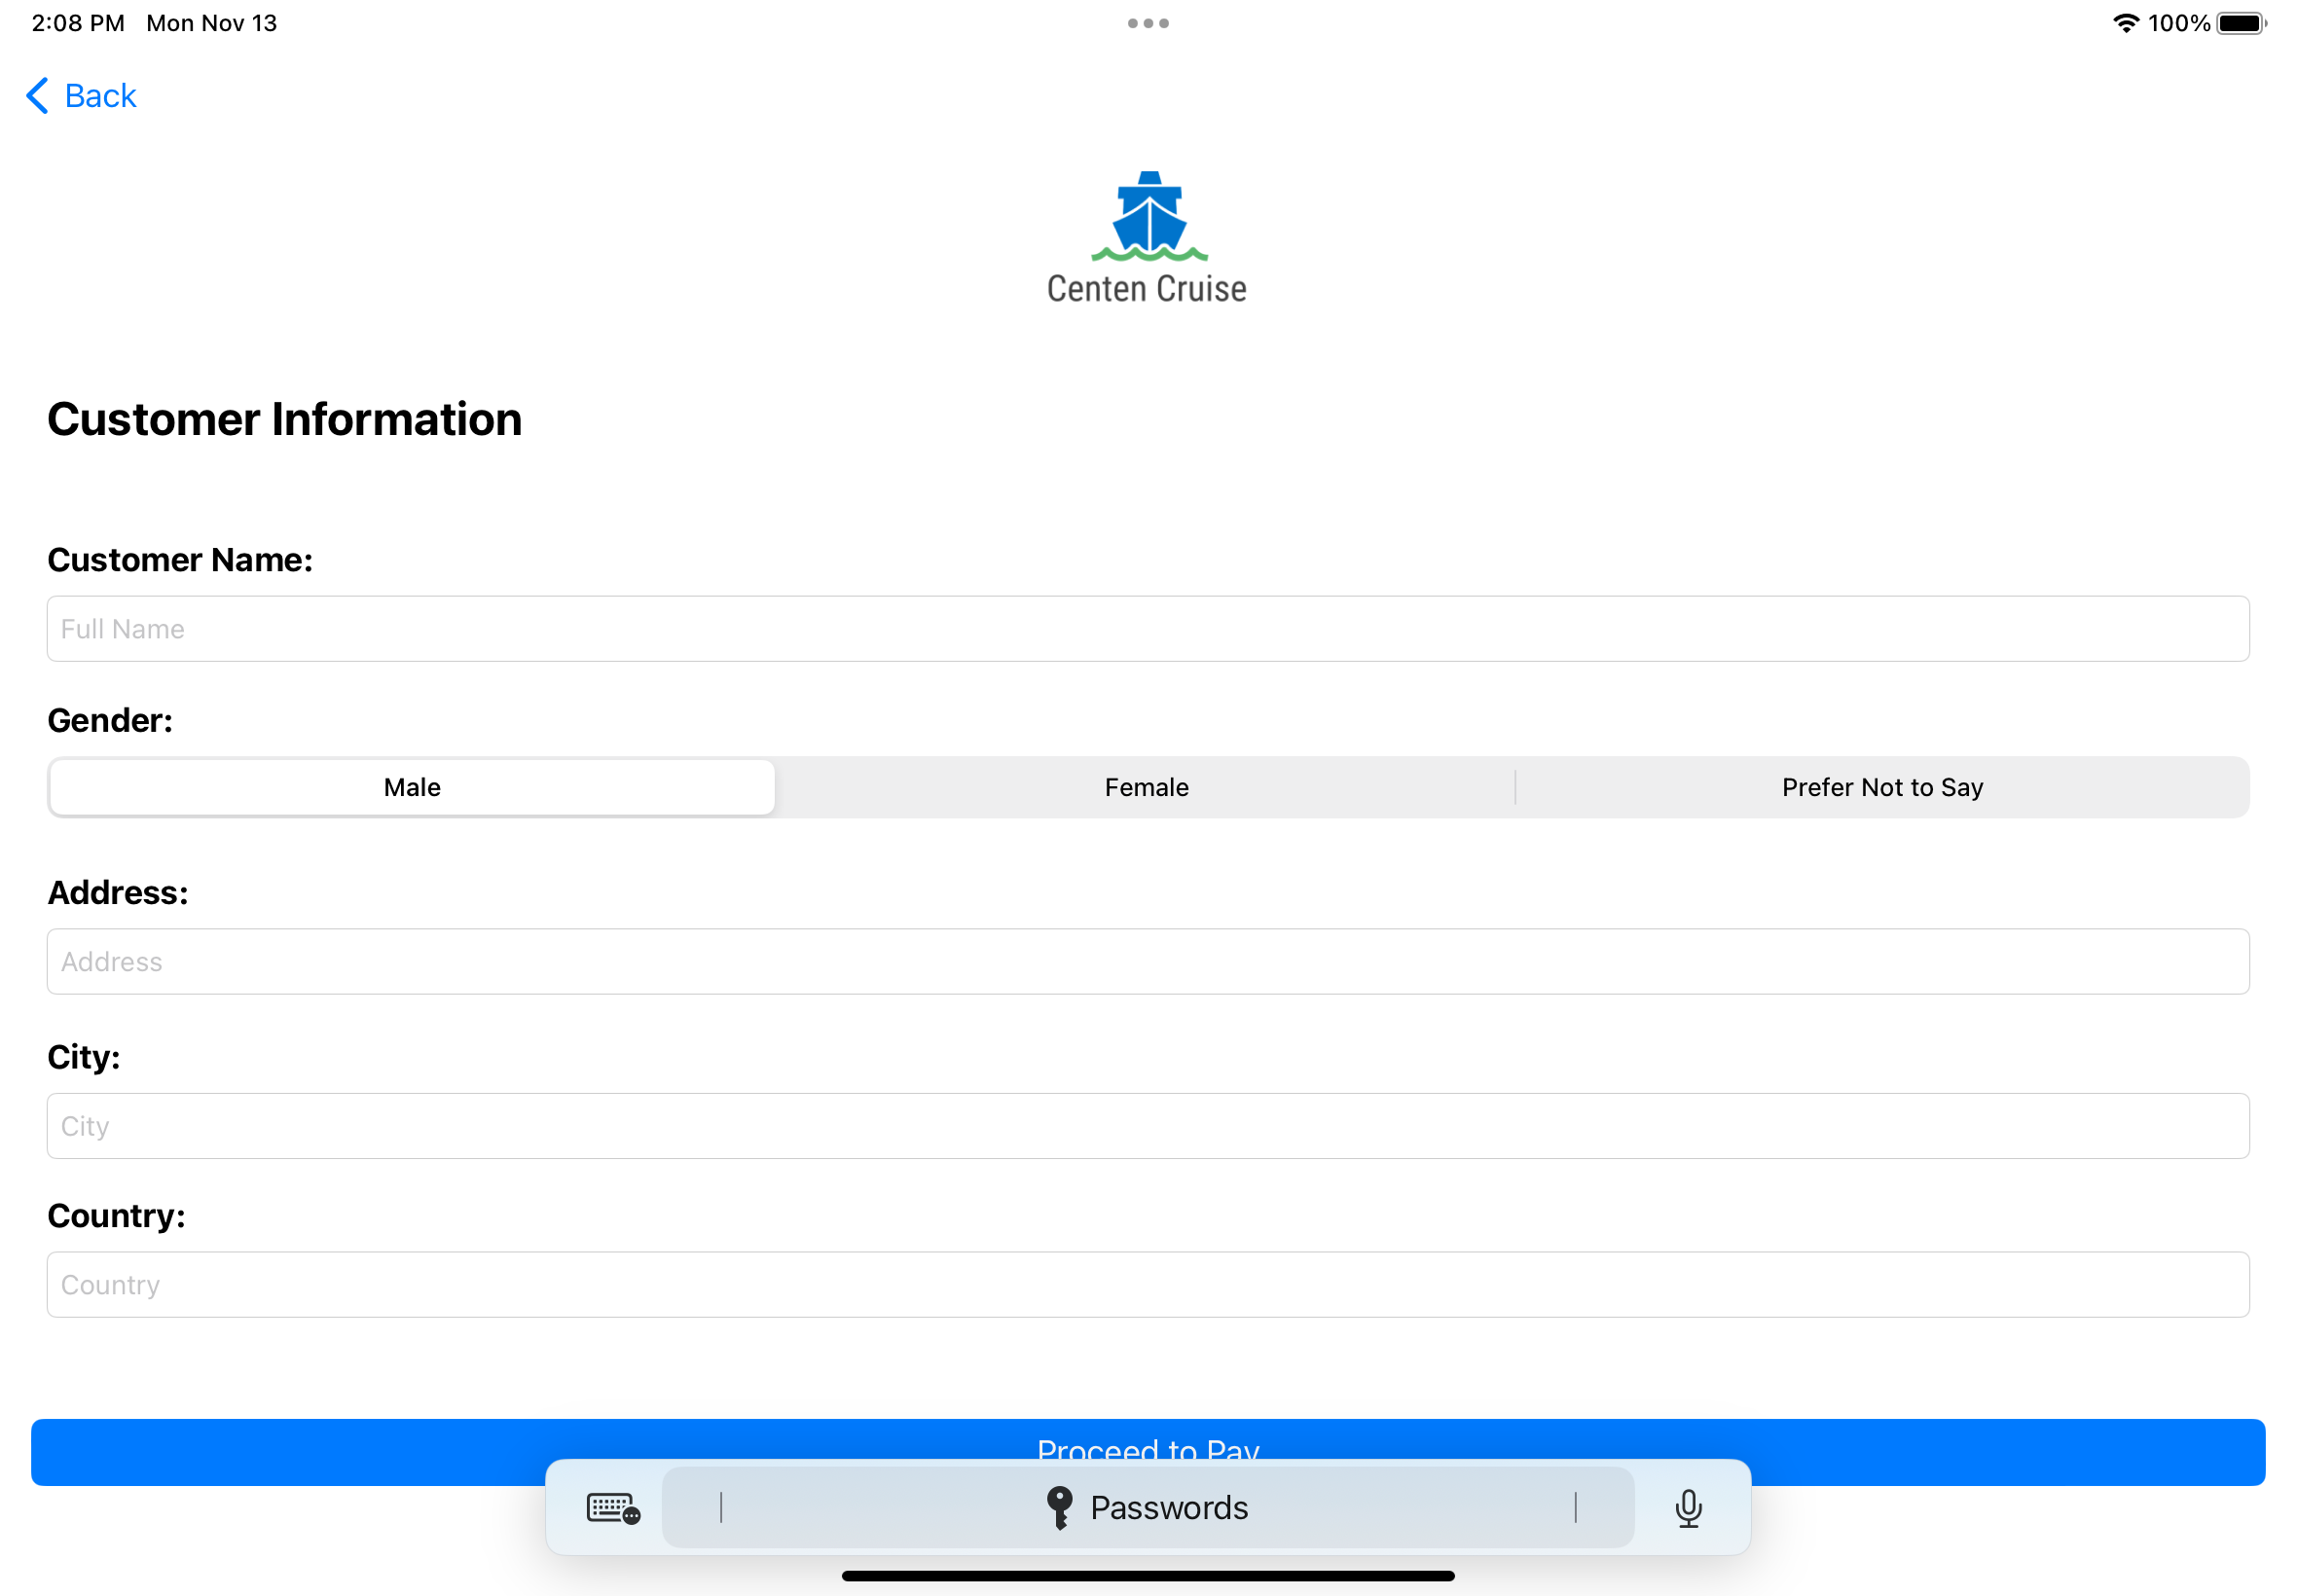 2:08 PM Mon Nov 13
100%
Back
Centen Cruise
Customer Information
Customer Name:
Full Name
Gender:
Male Female Prefer Not to Say
Address:
Address
City:
City
Country:
Country
Proceed to Pay
Passwords